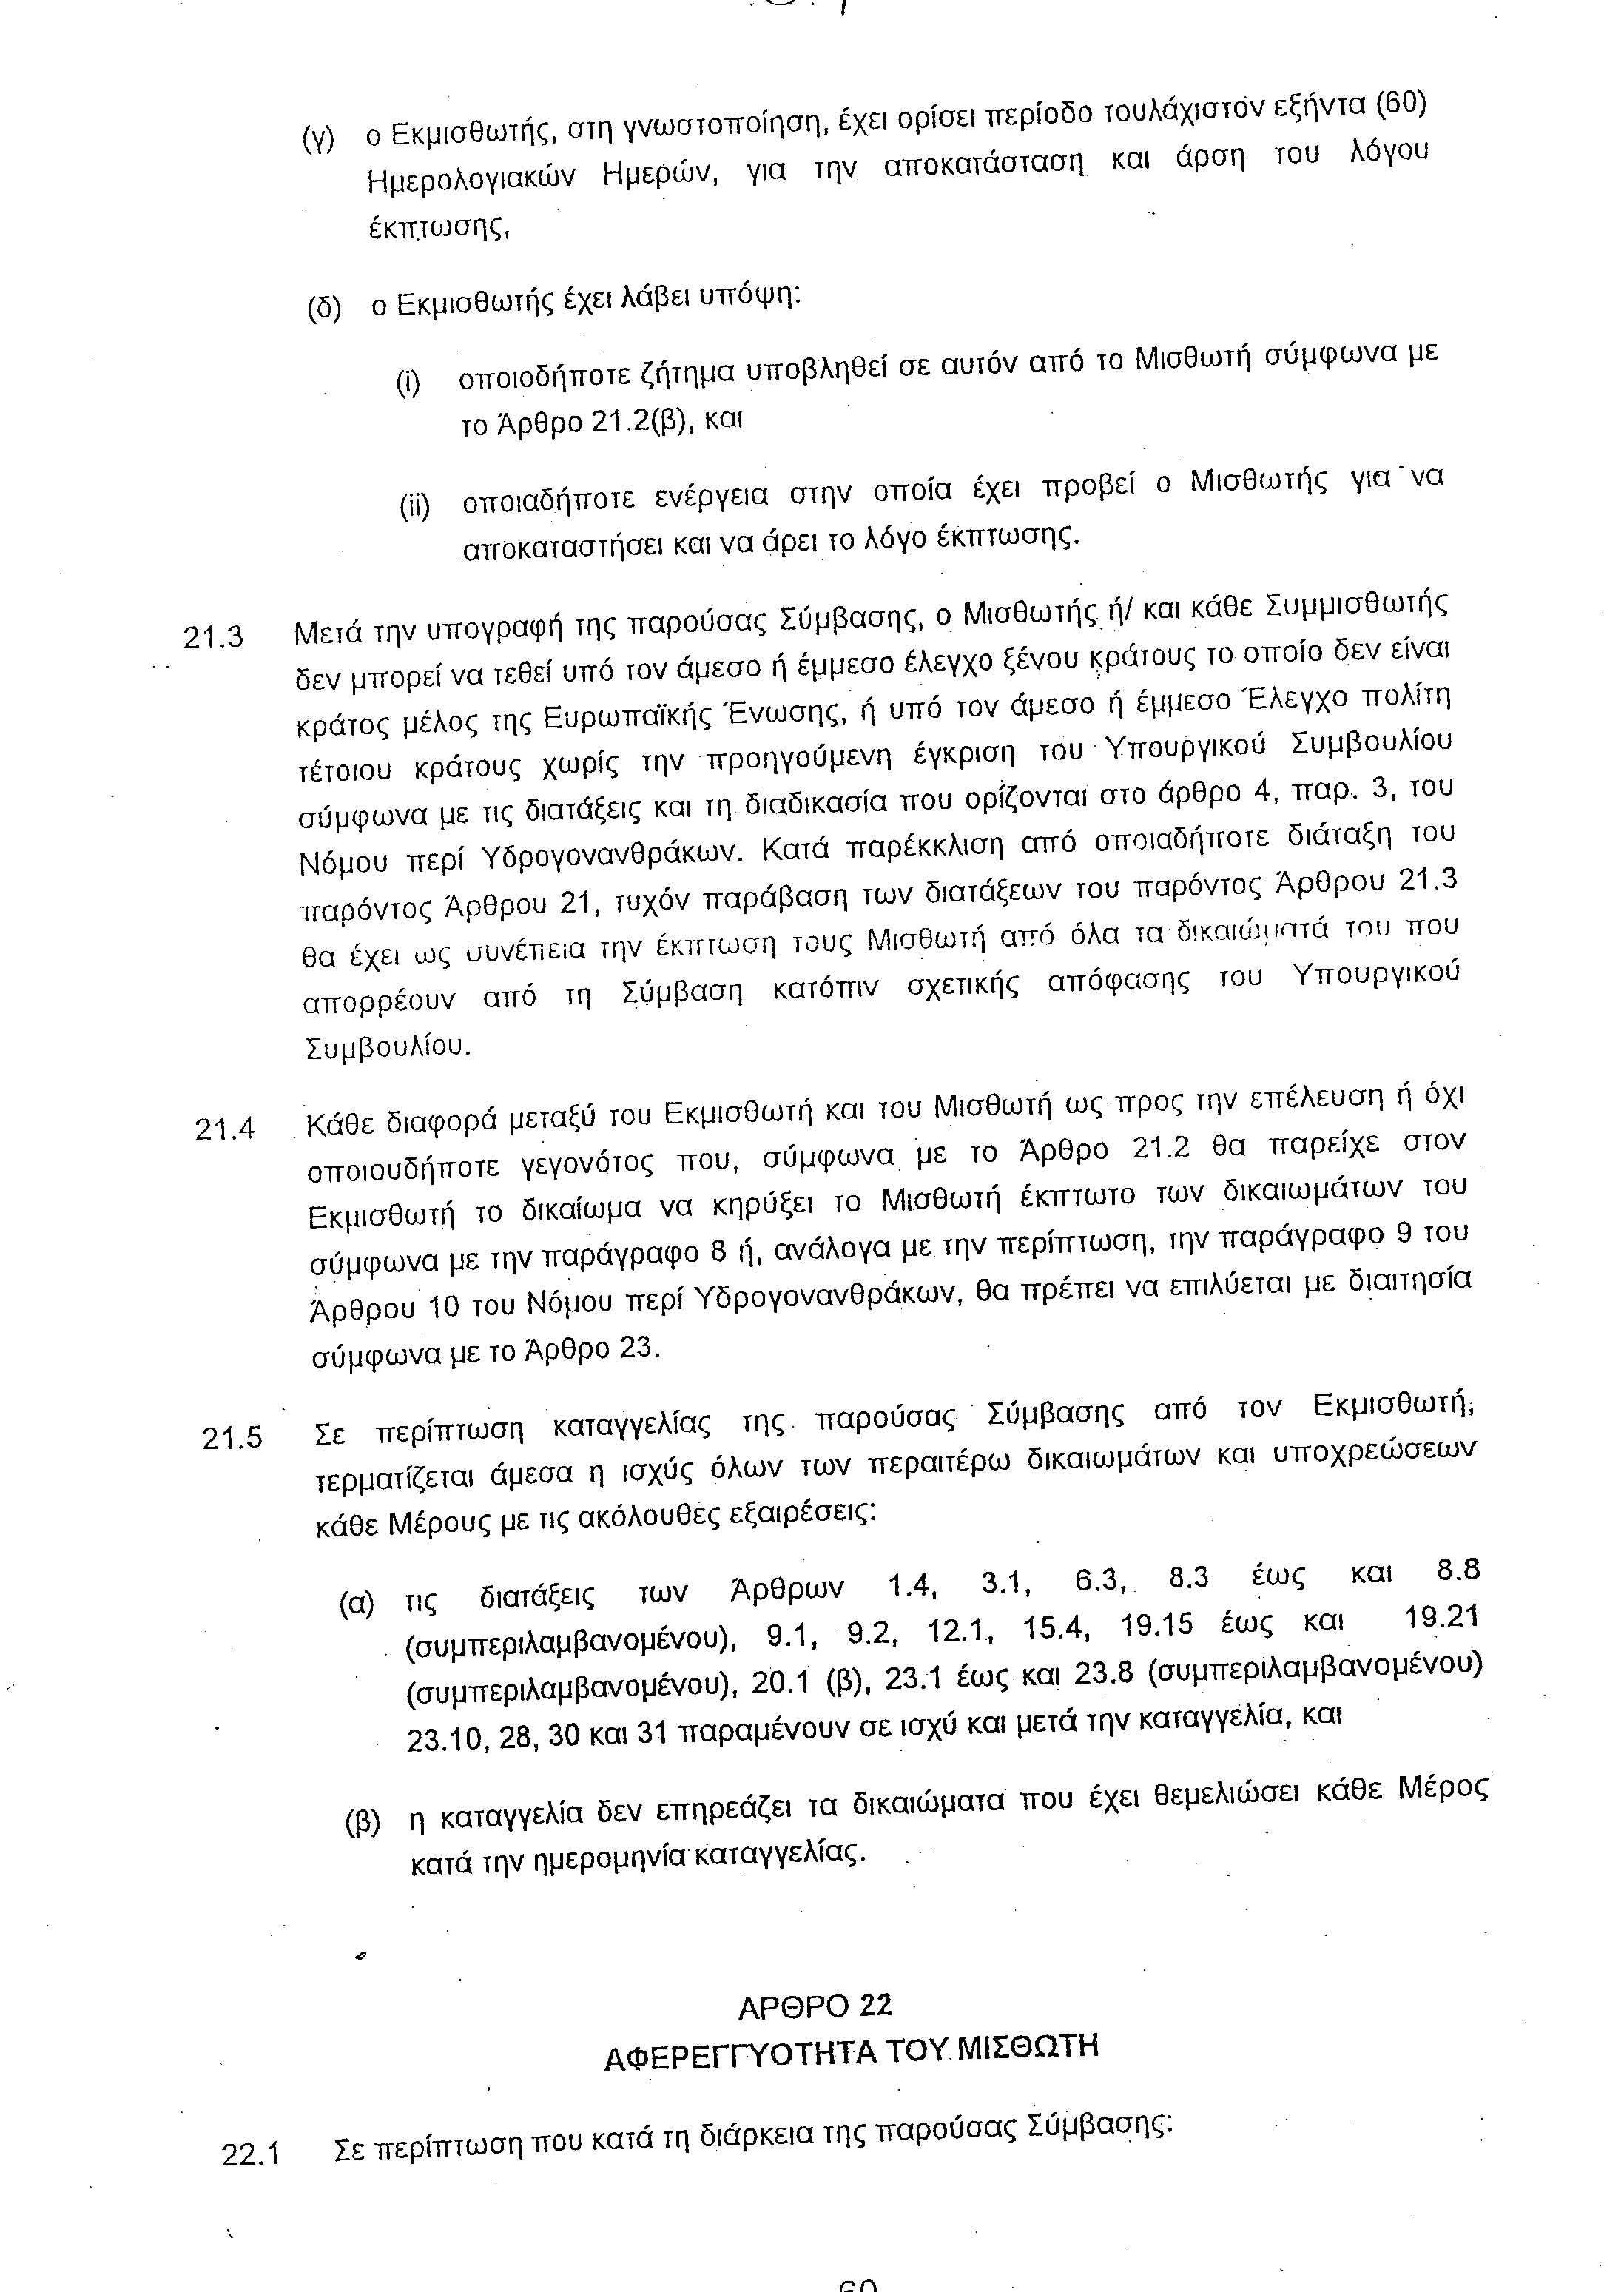 (γ) ο Εκμισθωτής, στη γνωστοποίηση, έχει ορίσει περίοδο τουλάχιστον εξήντα (60)
Ημερολογιακών Ημερών, για την αποκατάσταση και άρση του λόγου
έκπτωσης,
(δ) ο Εκμισθωτής έχει λάβει υπόψη:
(i) οποιοδήποτε ζήτημα υποβληθεί σε αυτόν από το Μισθωτή σύμφωνα με
το Άρθρο 21.2(β), και
(ii) οποιαδήποτε ενέργεια στην οποία έχει προβεί ο Μισθωτής για να
αποκαταστήσει και να άρει το λόγο έκπτωσης.
21.3 Μετά την υπογραφή της παρούσας Σύμβασης, ο Μισθωτής ή/ και κάθε Συμμισθωτής
δεν μπορεί να τεθεί υπό τον άμεσο ή έμμεσο έλεγχο ξένου κράτους το οποίο δεν είναι
κράτος μέλος της Ευρωπαϊκής Ένωσης, ή υπό τον άμεσο ή έμμεσο Έλεγχο πολίτη
τέτοιου κράτους χωρίς την προηγούμενη έγκριση του Υπουργικού Συμβουλίου
σύμφωνα με τις διατάξεις και τη διαδικασία που ορίζονται στο άρθρο 4, παρ. 3, του
Νόμου περί Υδρογονανθράκων. Κατά παρέκκλιση από οποιαδήποτε διάταξη του
παρόντος Άρθρου 21, τυχόν παράβαση των διατάξεων του παρόντος Άρθρου 21.3
θα έχει ως συνέπεια την έκπτωση τους Μισθωτή από όλα τα δικαιώματά του που
απορρέουν από τη Σύμβαση κατόπιν σχετικής απόφασης του Υπουργικού
Συμβουλίου.
21.4 Κάθε διαφορά μεταξύ του Εκμισθωτή και του Μισθωτή ως προς την επέλευση ή όχι
οποιουδήποτε γεγονότος που, σύμφωνα με το Άρθρο 21.2 θα παρείχε στον
Εκμισθωτή το δικαίωμα να κηρύξει το Μισθωτή έκπτωτο των δικαιωμάτων του
σύμφωνα με την παράγραφο 8 ή, ανάλογα με την περίπτωση, την παράγραφο 9 του
Άρθρου 10 του Νόμου περί Υδρογονανθράκων, θα πρέπει να επιλύεται με διαιτησία
σύμφωνα με το Άρθρο 23.
21.5 Σε περίπτωση καταγγελίας της παρούσας Σύμβασης από τον Εκμισθωτή,
τερματίζεται άμεσα η ισχύς όλων των περαιτέρω δικαιωμάτων και υποχρεώσεων
κάθε Μέρους με τις ακόλουθες εξαιρέσεις:
(α) τις διατάξεις των Άρθρων 1.4, 3.1, 6.3, 8.3 έως και 8.8
(συμπεριλαμβανομένου), 9.1, 9.2, 12.1, 15.4, 19.15 έως και 19.21
(συμπεριλαμβανομένου), 20.1 (β), 23.1 έως και 23.8 (συμπεριλαμβανομένου)
23.10, 28, 30 και 31 παραμένουν σε ισχύ και μετά την καταγγελία, και
(β) η καταγγελία δεν επηρεάζει τα δικαιώματα που έχει θεμελιώσει κάθε Μέρος
κατά την ημερομηνία καταγγελίας.
ΑΡΘΡΟ 22
ΑΦΕΡΕΓΓΥΟΤΗΤΑ ΤΟΥ ΜΙΣΘΩΤΗ
22.1 Σε περίπτωση που κατά τη διάρκεια της παρούσας Σύμβασης: